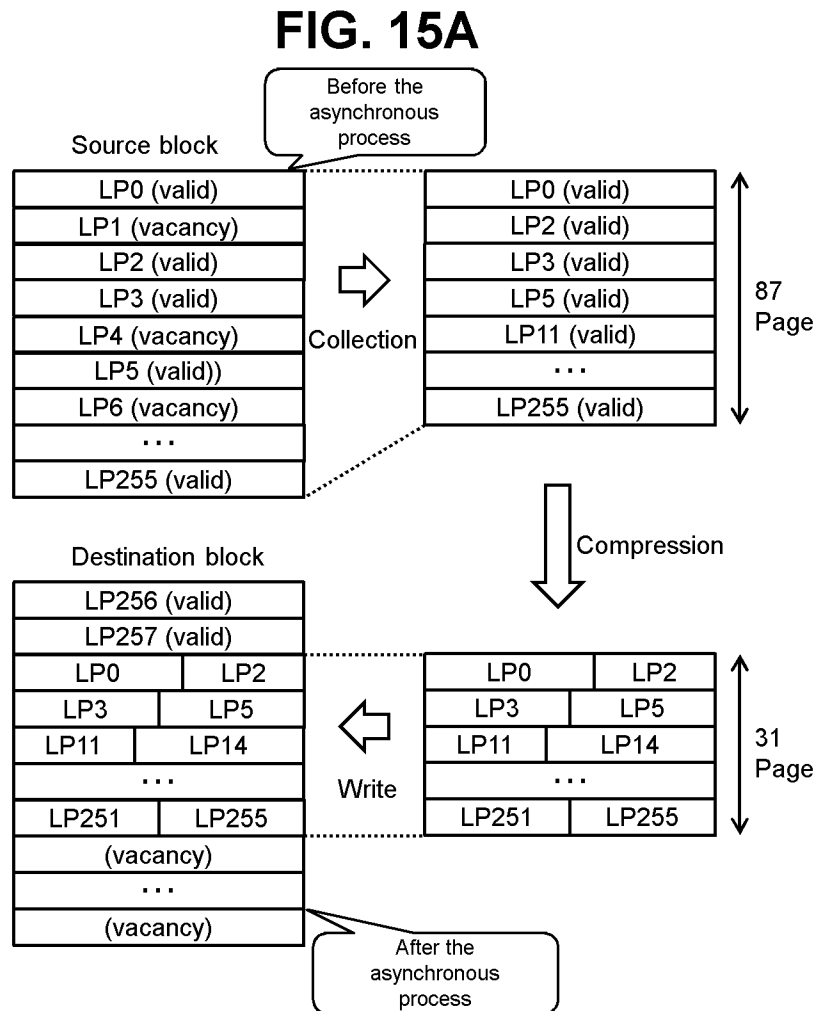 FIG. 15A
Before the
asynchronous
process
Source block
LP0 (valid)
LP1 (vacancy)
LP2 (valid)
LP3 (valid)
LP4 (vacancy)
LP5 (valid))
LP6 (vacancy)
...
LP255 (valid)
Collection
LP0 (valid)
LP2 (valid)
LP3 (valid)
LP5 (valid)
LP11 (valid)
...
LP255 (valid)
87
Page
Compression
Destination block
LP256 (valid)
LP257 (valid)
LP0 LP2
LP3 LP5
LP11 LP14
...
LP251 LP255
(vacancy)
...
(vacancy)
Write
LP0 LP2
LP3 LP5
LP11 LP14
...
LP251 LP255
31
Page
After the
asynchronous
process